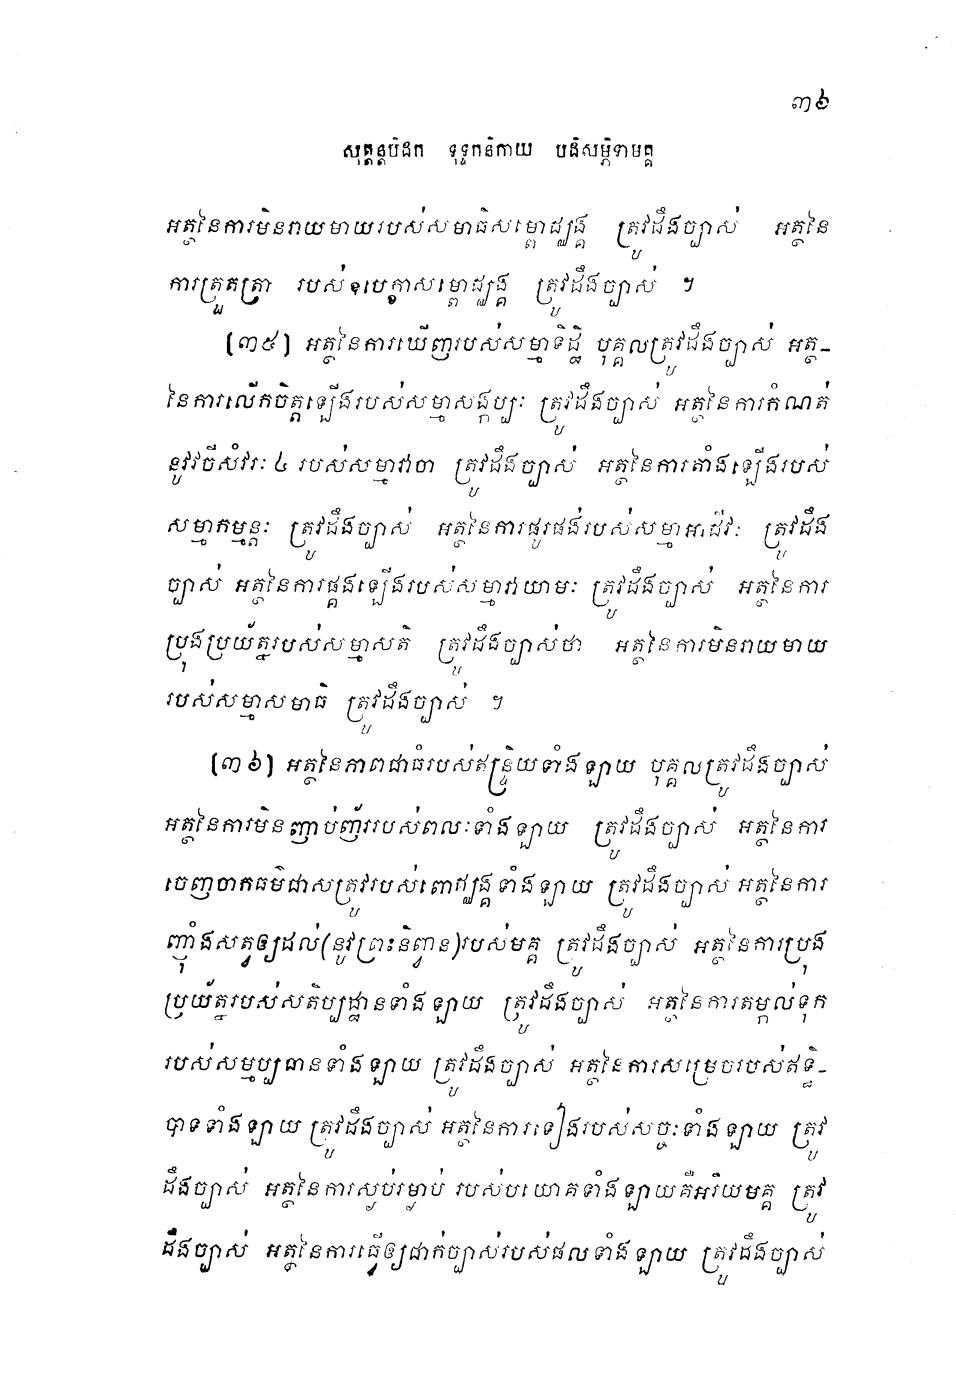 ៣៦
សុត្តន្តបិដក ខុទ្ទកនិកាយ បដិសម្ភិទាមគ្គ
អត្ថនៃការមិនរាយមាយរបស់សមាធិសម្ពោជ្ឈង្គ ត្រូវដឹងច្បាស់ អត្ថនៃ
ការត្រួតត្រា របស់ឧបេក្ខាសម្ពោជ្ឈង្គ ត្រូវដឹងច្បាស់ ។
(៣៥) អត្ថនៃការឃើញរបស់សម្មាទិដ្ឋិ បុគ្គលត្រូវដឹងច្បាស់ អត្ថ-
នៃការលើកចិត្តឡើងរបស់សម្មាសង្កប្បៈ ត្រូវដឹងច្បាស់ អត្ថនៃការកំណត់
នូវវចីសំវរៈ ៤ របស់សម្មាវាចា ត្រូវដឹងច្បាស់ អត្ថនៃការតាំងឡើងរបស់
សម្មាកម្មន្តៈ ត្រូវដឹងច្បាស់ អត្ថនៃការផូរផង់របស់សម្មាអាជីវៈ ត្រូវដឹង
ច្បាស់ អត្ថនៃការផ្គងឡើងរបស់សម្មាវាយាមៈ ត្រូវដឹងច្បាស់ អត្ថនៃការ
ប្រុងប្រយ័ត្នរបស់សម្មាសតិ ត្រូវដឹងច្បាស់ថា អត្ថនៃការមិនរាយមាយ
របស់សម្មាសមាធិ ត្រូវដឹងច្បាស់ ។
(៣៦) អត្ថនៃភាពជាធំរបស់ឥន្ទ្រិយទាំងឡាយ បុគ្គលត្រូវដឹងច្បាស់
អត្ថនៃការមិនញាប់ញ័ររបស់ពលៈទាំងឡាយ ត្រូវដឹងច្បាស់ អត្ថនៃការ
ចេញចាកធម៌ជាសត្រូវរបស់ពោជ្ឈង្គទាំងឡាយ ត្រូវដឹងច្បាស់ អត្ថនៃការ
ញុំាងសត្វឲ្យដល់(នូវព្រះនិព្វាន)របស់មគ្គ ត្រូវដឹងច្បាស់ អត្ថនៃការប្រុង
ប្រយ័ត្នរបស់សតិប្បដ្ឋានទាំងឡាយ ត្រូវដឹងច្បាស់ អត្ថនៃការតម្កល់ទុក
របស់សម្មប្បធានទាំងឡាយ ត្រូវដឹងច្បាស់ អត្ថនៃការសម្រេចរបស់ឥទ្ធិ-
បាទទាំងឡាយ ត្រូវដឹងច្បាស់ អត្ថនៃការទៀងរបស់សច្ចៈទាំងឡាយ ត្រូវ
ដឹងច្បាស់ អត្ថនៃការស្ងប់រម្ងាប់ របស់បយោគទាំងឡាយគឺអរិយមគ្គ ត្រូវ
ដឹងច្បាស់ អត្ថនៃការធ្វើឲ្យជាក់ច្បាស់របស់ផលទាំងឡាយ ត្រូវដឹងច្បាស់